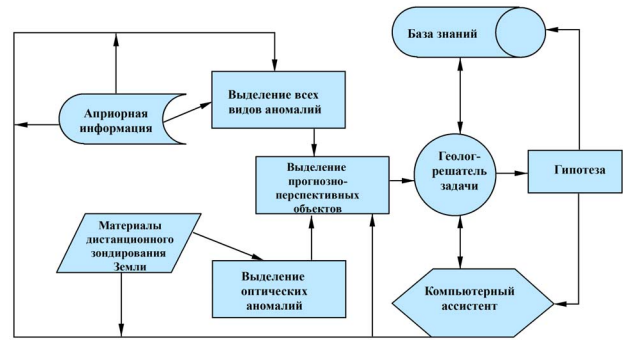 База знаний
Выделение всех
видов аномалий
Априорная
информация
Геолог-
решатель
задачи
Гипотеза
Выделение
прогнозно-
перспективных
объектов
Материалы
дистанционного
зондирования
Земли
Выделение
оптических
аномалий
Компьютерный
ассистент